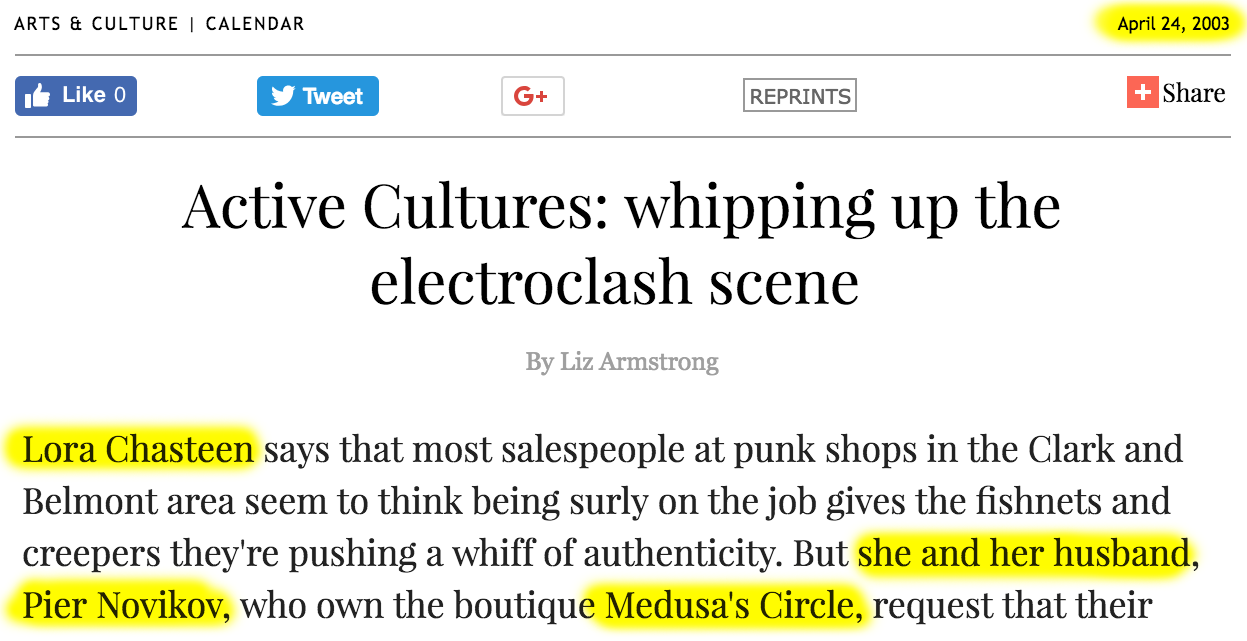 ARTS & CULTURE | CALENDAR April 24, 2003
Like 0 Tweet G+ REPRINTS + Share
Active Cultures: whipping up the
electroclash scene
By Liz Armstrong
Lora Chasteen says that most salespeople at punk shops in the Clark and
Belmont area seem to think being surly on the job gives the fishnets and
creepers they're pushing a whiff of authenticity. But she and her husband,
Pier Novikov, who own the boutique Medusa's Circle, request that their